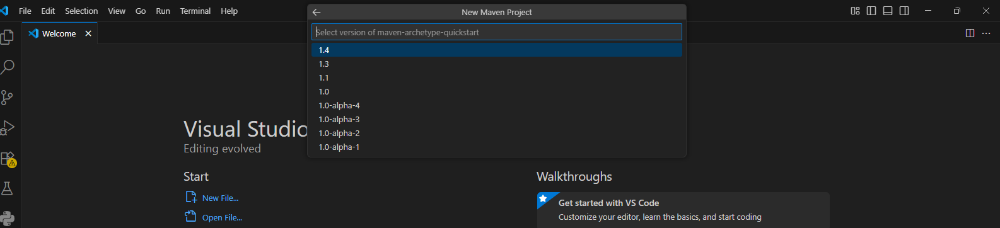 File Edit Selection View Go Run Terminal Help
New Maven Project
Welcome
Select version of maven-archetype-quickstart
1.4
1.3
1.1
1.0
1.0-alpha-4
1.0-alpha-3
1.0-alpha-2
1.0-alpha-1
Visual Studio
Editing evolved
Start
New File...
Open File...
Walkthroughs
Get started with VS Code
Customize your editor, learn the basics, and start coding